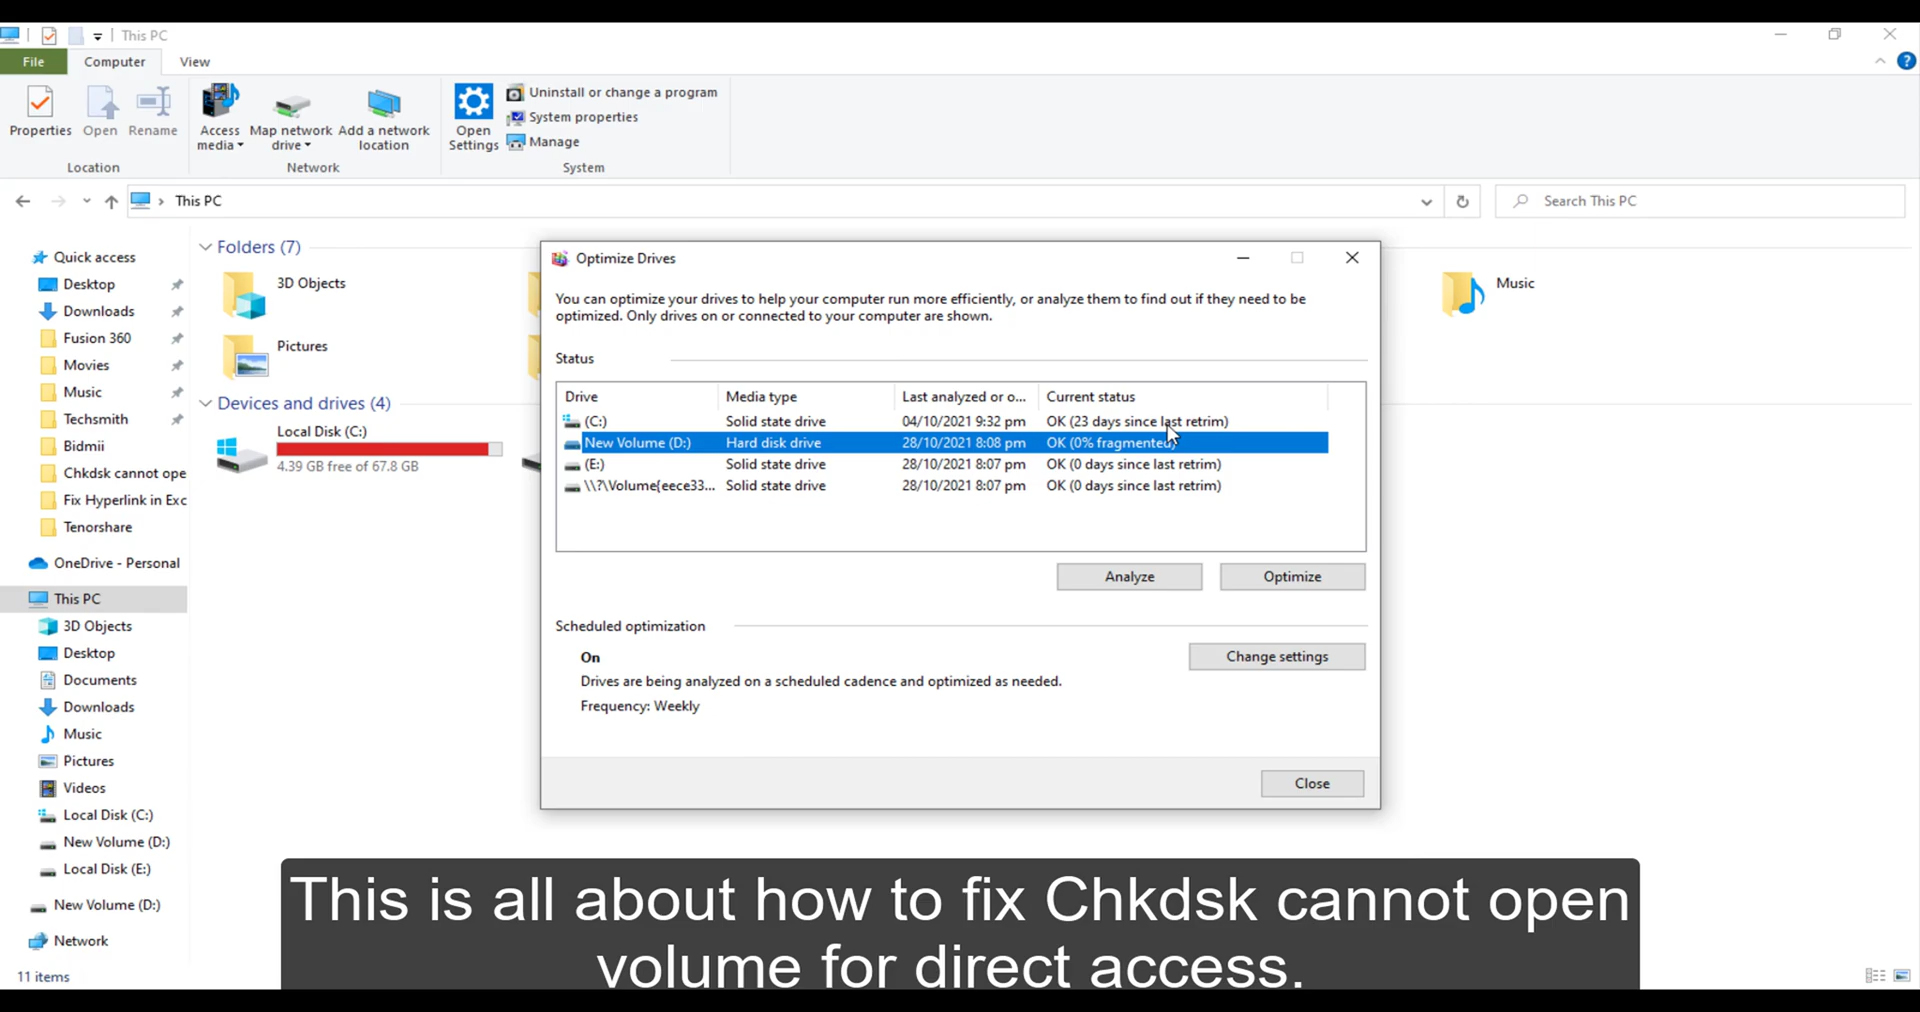 This PC
File
Computer
View
Properties
Open
Rename
Access
media
Map network
drive
Add a network
location
Open
Settings
Uninstall or change a program
System properties
Manage
Location
Network
System
This PC
Search This PC
Quick access
Desktop
Downloads
Fusion 360
Movies
Music
Techsmith
Bidmii
Chkdsk cannot ope
Fix Hyperlink in Exc
Tenorshare
OneDrive - Personal
This PC
3D Objects
Desktop
Documents
Downloads
Music
Pictures
Videos
Local Disk (C:)
New Volume (D:)
Local Disk (E:)
New Volume (D:)
Network
11 items
Folders (7)
3D Objects
Music
Pictures
Devices and drives (4)
Local Disk (C:)
4.39 GB free of 67.8 GB
Optimize Drives
You can optimize your drives to help your computer run more efficiently, or analyze them to find out if they need to be
optimized. Only drives on or connected to your computer are shown.
Status
Drive Media type Last analyzed or o... Current status
(C:) Solid state drive 04/10/2021 9:32 pm OK (23 days since last retrim)
New Volume (D:) Hard disk drive 28/10/2021 8:08 pm OK (0% fragmented)
(E:) Solid state drive 28/10/2021 8:07 pm OK (0 days since last retrim)
\\?\Volume{eece33... Solid state drive 28/10/2021 8:07 pm OK (0 days since last retrim)
Analyze
Optimize
Scheduled optimization
On
Change settings
Drives are being analyzed on a scheduled cadence and optimized as needed.
Frequency: Weekly
Close
This is all about how to fix Chkdsk cannot open
volume for direct access.